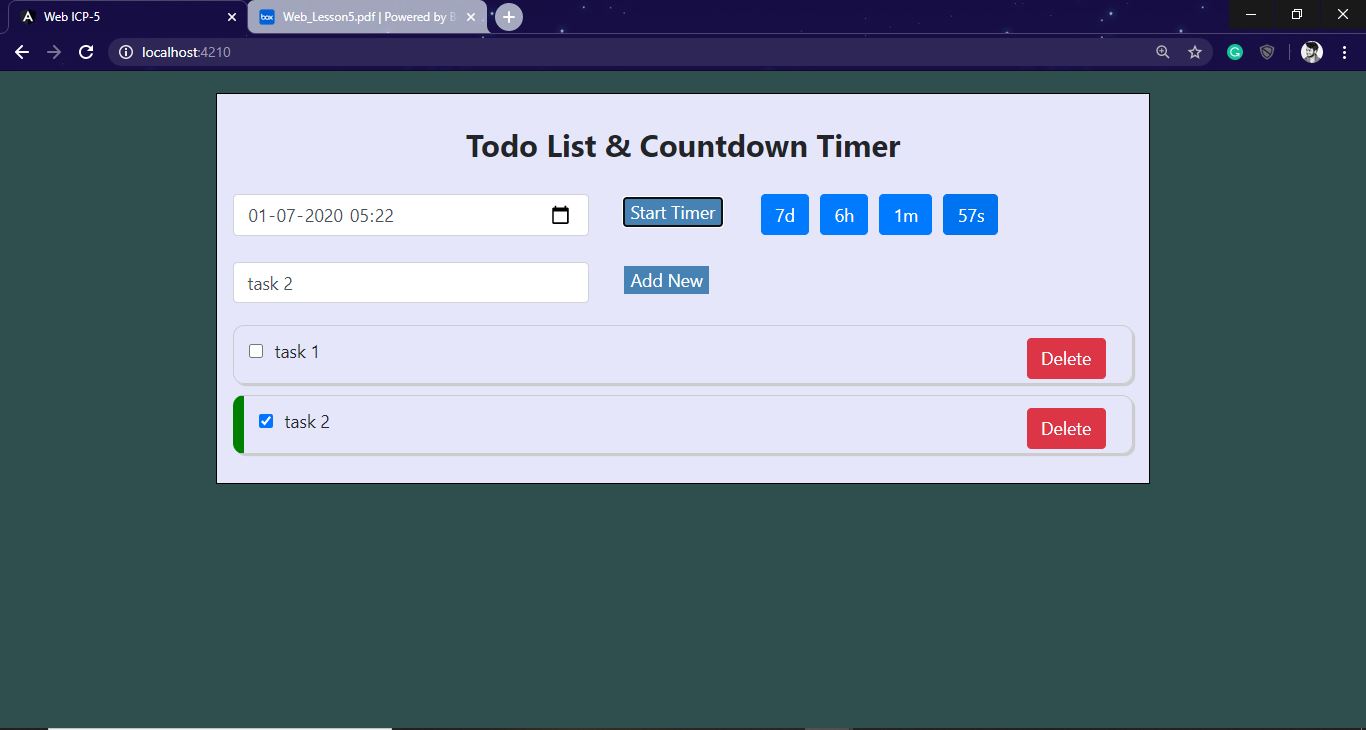 Web ICP-5
Web_Lesson5.pdf | Powered by B
localhost:4210
Todo List & Countdown Timer
01-07-2020 05:22
Start Timer
7d
6h
1m
57s
task 2
Add New
task 1
Delete
task 2
Delete